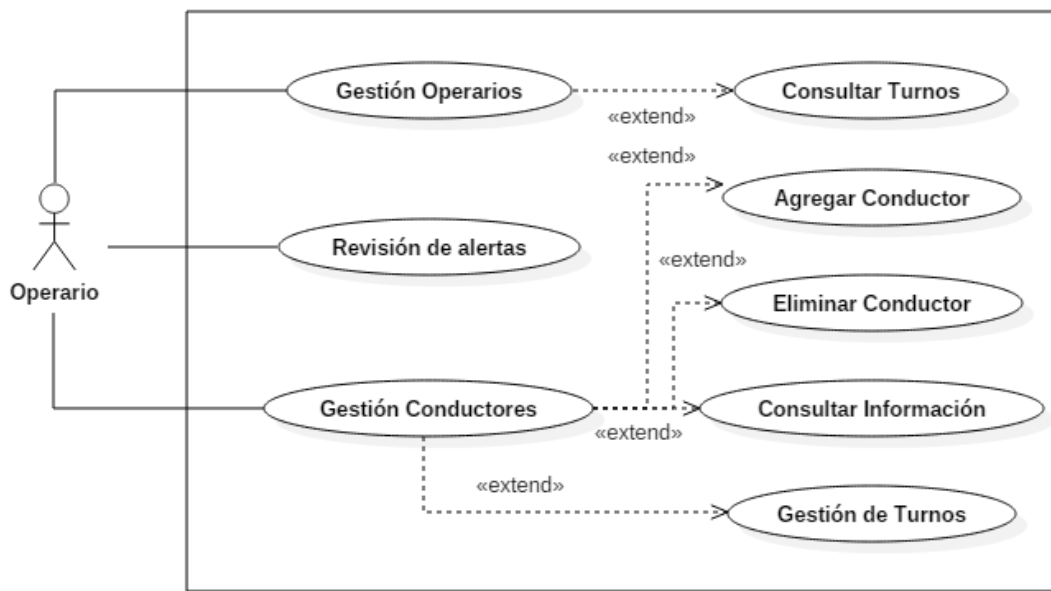 Gestión Operarios
Consultar Turnos
«extend»
«extend»
Agregar Conductor
Revisión de alertas
«extend»
Operario
Eliminar Conductor
Gestión Conductores
Consultar Información
«extend»
«extend»
Gestión de Turnos